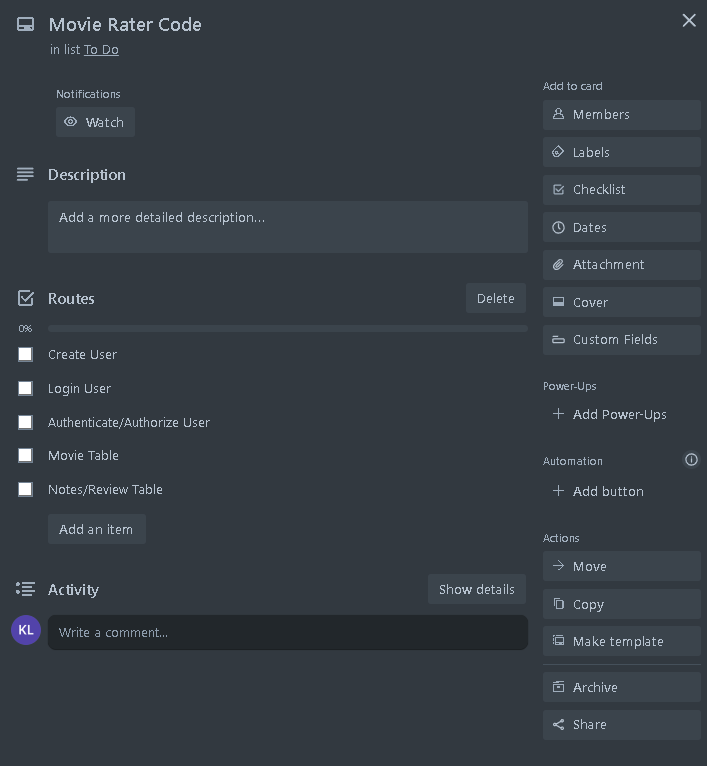 Movie Rater Code
in list To Do
Notifications
Watch
Description
Add a more detailed description...
Routes
Delete
0%
Create User
Login User
Authenticate/Authorize User
Movie Table
Notes/Review Table
Add an item
Activity
Show details
KL
Write a comment...
Add to card
Members
Labels
Checklist
Dates
Attachment
Cover
Custom Fields
Power-Ups
Add Power-Ups
Automation
Add button
Actions
Move
Copy
Make template
Archive
Share